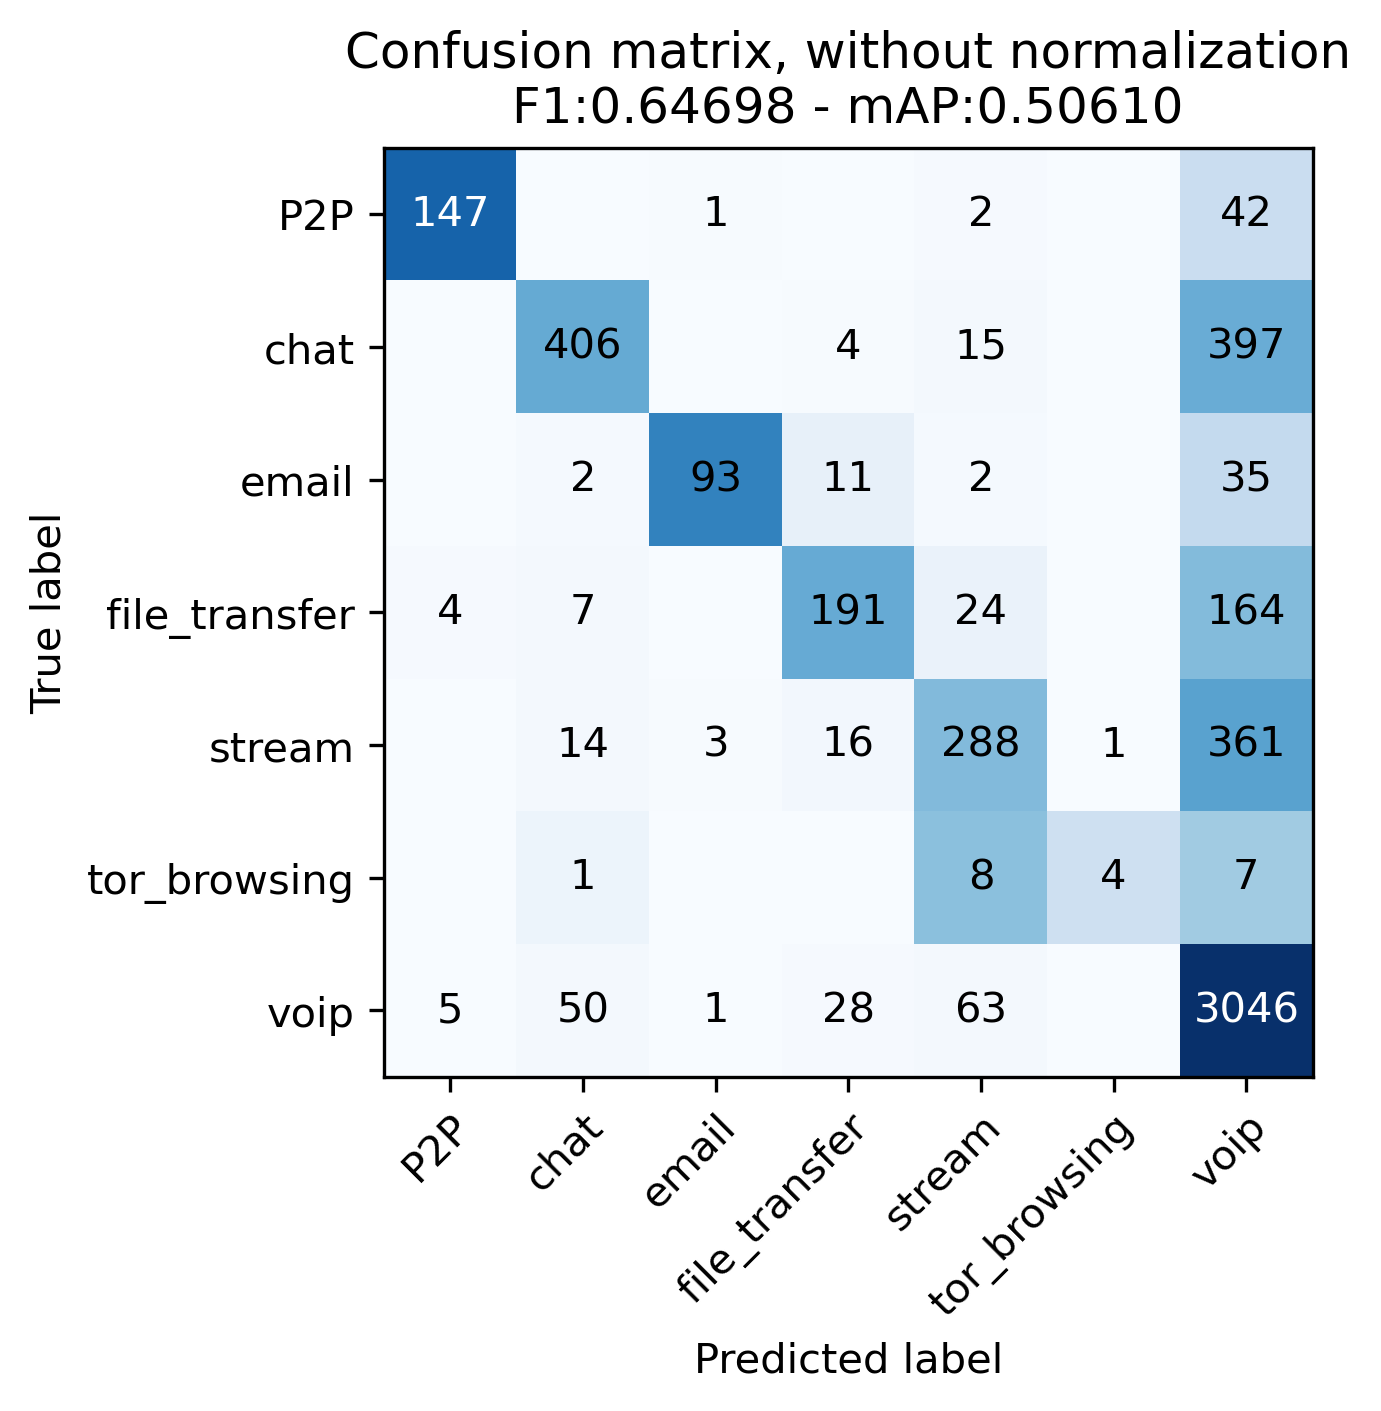 Confusion matrix, without normalization
F1:0.64698 - mAP:0.50610
True label
P2P 147 1 2 42
chat 406 4 15 397
email 2 93 11 2 35
file_transfer 4 7 191 24 164
stream 14 3 16 288 1 361
tor_browsing 1 8 4 7
voip 5 50 1 28 63 3046
P2P chat email file_transfer stream tor_browsing voip
Predicted label